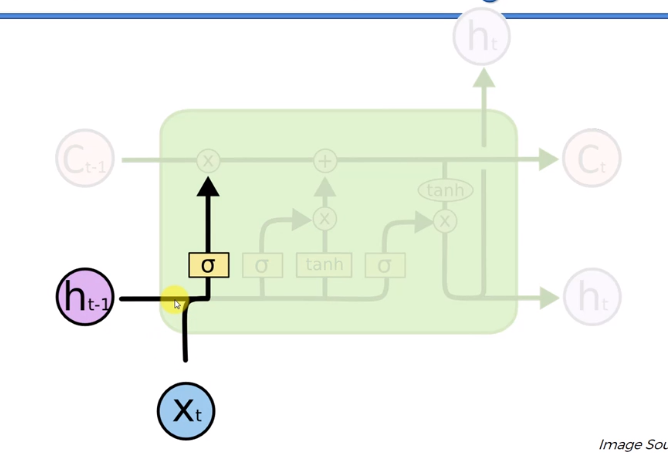 ht
Ct-1
x
+
Ct
tanh
x
x
σ
σ
tanh
σ
ht-1
ht
xt
Image Sou